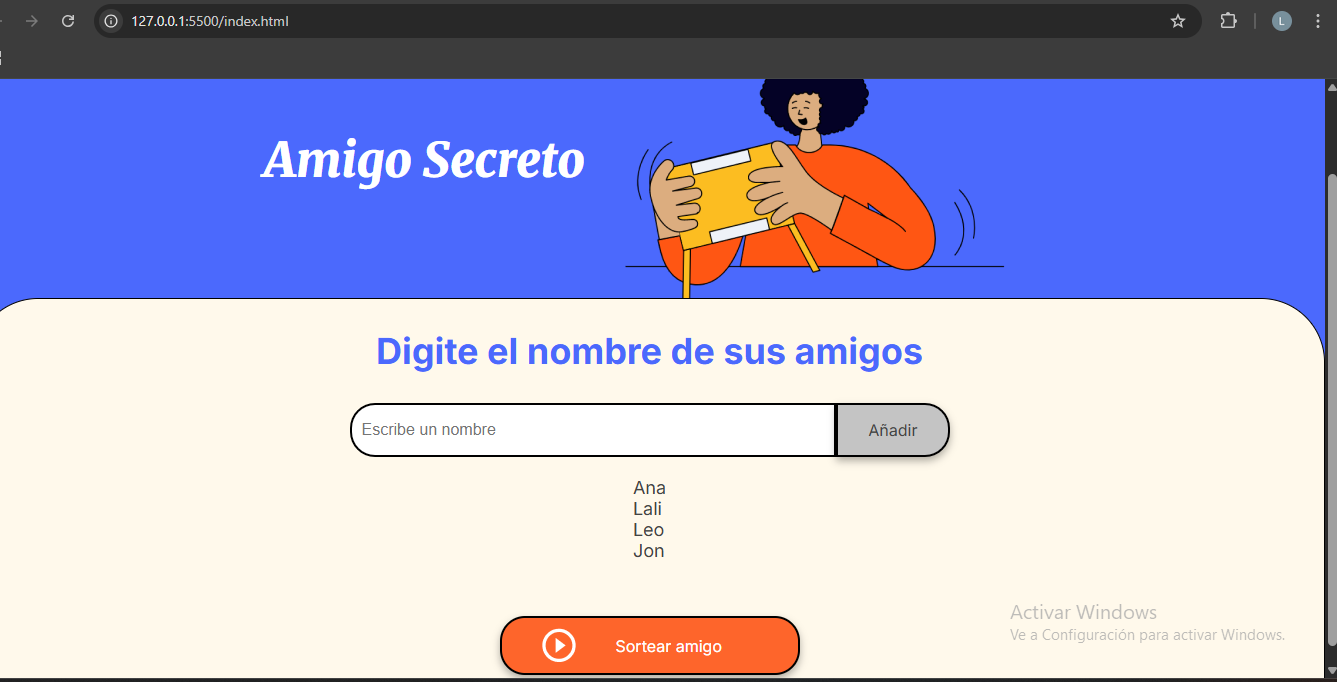 127.0.0.1:5500/index.html
L
Amigo Secreto
Digite el nombre de sus amigos
Escribe un nombre
Añadir
Ana
Lali
Leo
Jon
Activar Windows
Ve a Configuración para activar Windows.
Sortear amigo